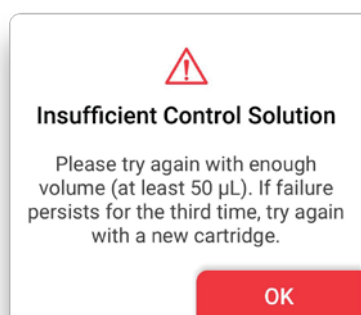 Insufficient Control Solution
Please try again with enough
volume (at least 50 µL). If failure
persists for the third time, try again
with a new cartridge.
OK